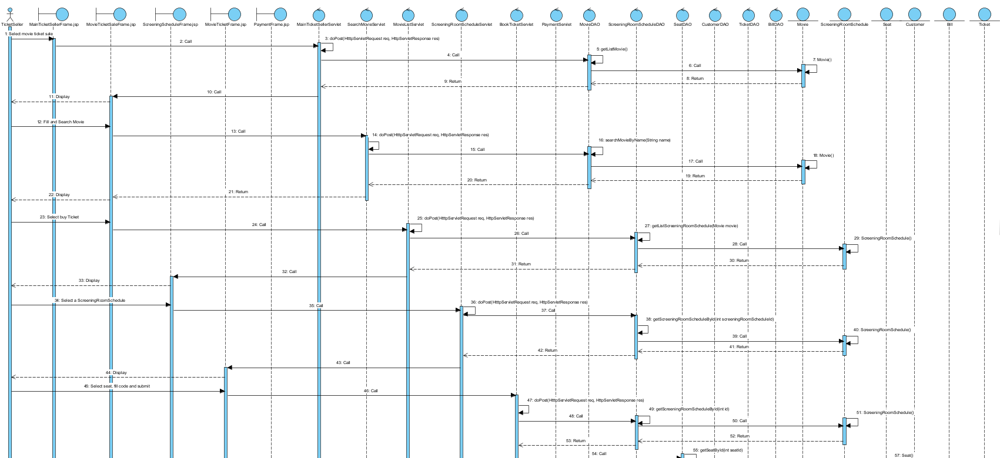 TicketSeller
MainTicketSellerFrame.jsp
MovieTicketSaleFrame.jsp
ScreeningScheduleFrame.jsp
MovieTicketFrame.jsp
PaymentFrame.jsp
MainTicketSellerServlet
SearchMovieServlet
MovieListServlet
ScreeningRoomScheduleServlet
BookTicketServlet
PaymentServlet
MovieDAO
ScreeningRoomScheduleDAO
SeatDAO
CustomerDAO
TicketDAO
BillDAO
Movie
ScreeningRoomSchedule
Seat
Customer
Bill
Ticket
1: Select movie ticket sale
2: Call
3: doPost(HtttpServletRequest req, HttpServletResponse res)
4: Call
5: getListMovie()
6: Call
7: Movie()
8: Return
9: Return
10: Call
11: Display
12: Fill and Search Movie
13: Call
14: doPost(HtttpServletRequest req, HttpServletResponse res)
15: Call
16: searchMovieByName(String name)
17: Call
18: Movie()
19: Return
20: Return
21: Return
22: Display
23: Select buy Ticket
24: Call
25: doPost(HtttpServletRequest req, HttpServletResponse res)
26: Call
27: getListScreeningRoomSchedule(Movie movie)
28: Call
29: ScreeningRoomSchedule()
30: Return
31: Return
32: Call
33: Display
34: Select a ScreeningRoomSchedule
35: Call
36: doPost(HtttpServletRequest req, HttpServletResponse res)
37: Call
38: getScreeningRoomScheduleById(int screeningRoomScheduleId)
39: Call
40: ScreeningRoomSchedule()
41: Return
42: Return
43: Call
44: Display
45: Select seat, fill code and submit
46: Call
47: doPost(HtttpServletRequest req, HttpServletResponse res)
48: Call
49: getScreeningRoomScheduleById(int id)
50: Call
51: ScreeningRoomSchedule()
52: Return
53: Return
54: Call
55: getSeatById(int seatId)
57: Seat()